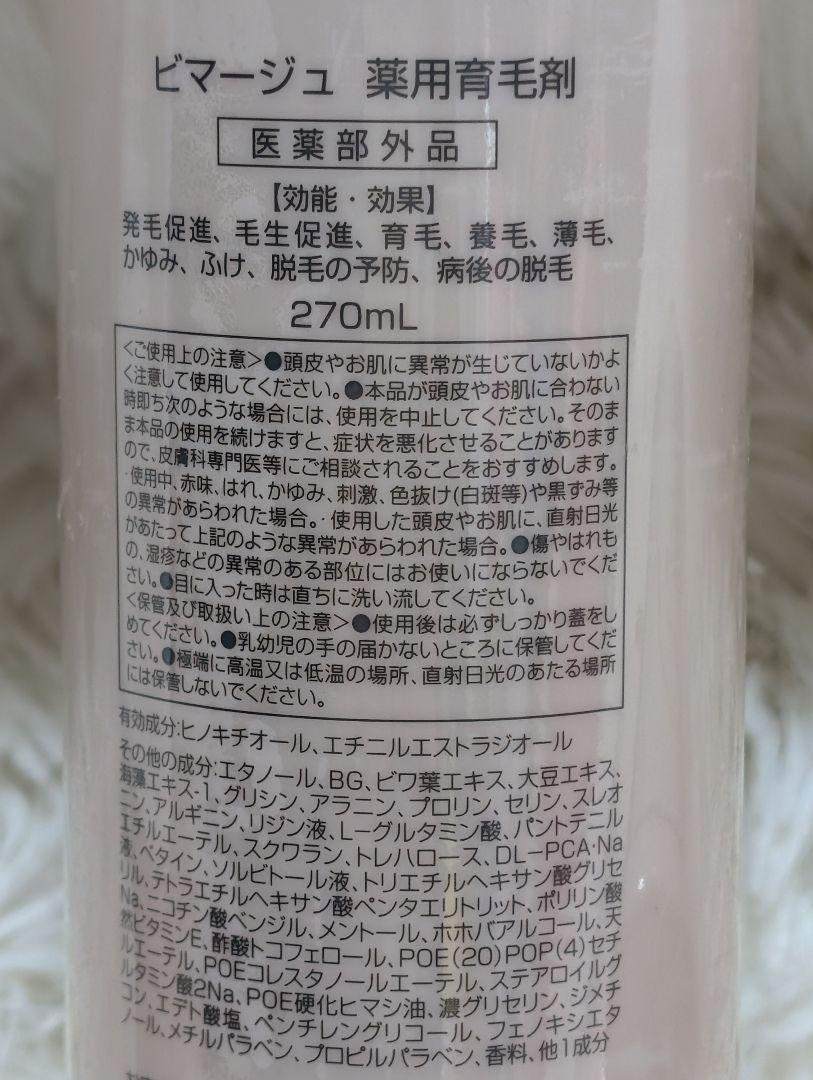 ビマージュ 薬用育毛剤
医薬部外品
【効能・効果】
発毛促進、毛生促進、育毛、養毛、薄毛、
かゆみ、ふけ、脱毛の予防、病後の脱毛
270mL
<ご使用上の注意>●頭皮やお肌に異常が生じていないかよ
く注意して使用してください。●本品が頭皮やお肌に合わない
時即ち次のような場合には、使用を中止してください。そのま
ま本品の使用を続けますと、症状を悪化させることがあります
ので、皮膚科専門医等にご相談されることをおすすめします。
・使用中、赤味、はれ、かゆみ、刺激、色抜け(白斑等)や黒ずみ等
の異常があらわれた場合。・使用した頭皮やお肌に、直射日光
があたって上記のような異常があらわれた場合。●傷やはれも
の、湿疹などの異常のある部位にはお使いにならないでくだ
さい。●目に入った時は直ちに洗い流してください。
<保管及び取扱い上の注意>●使用後は必ずしっかり蓋をし
めてください。●乳幼児の手の届かないところに保管してくだ
さい。●極端に高温又は低温の場所、直射日光のあたる場所
には保管しないでください。
有効成分:ヒノキチオール、エチニルエストラジオール
その他の成分:エタノール、BG、ビワ葉エキス、大豆エキス、
海藻エキス-1、グリシン、アラニン、プロリン、セリン、スレオ
ニン、アルギニン、リジン液、L-グルタミン酸、パントテニル
エチルエーテル、スクワラン、トレハロース、DL-PCA・Na
液、ベタイン、ソルビトール液、トリエチルヘキサン酸グリセ
リル、テトラエチルヘキサン酸ペンタエリトリット、ポリリン酸
Na、ニコチン酸ベンジル、メントール、ホホバアルコール、天
然ビタミンE、酢酸トコフェロール、POE(20)POP(4)セチ
ルエーテル、POEコレスタノールエーテル、ステアロイルグ
ルタミン酸2Na、POE硬化ヒマシ油、濃グリセリン、ジメチ
コン、エデト酸塩、ペンチレングリコール、フェノキシエタ
ノール、メチルパラベン、プロピルパラベン、香料、他1成分